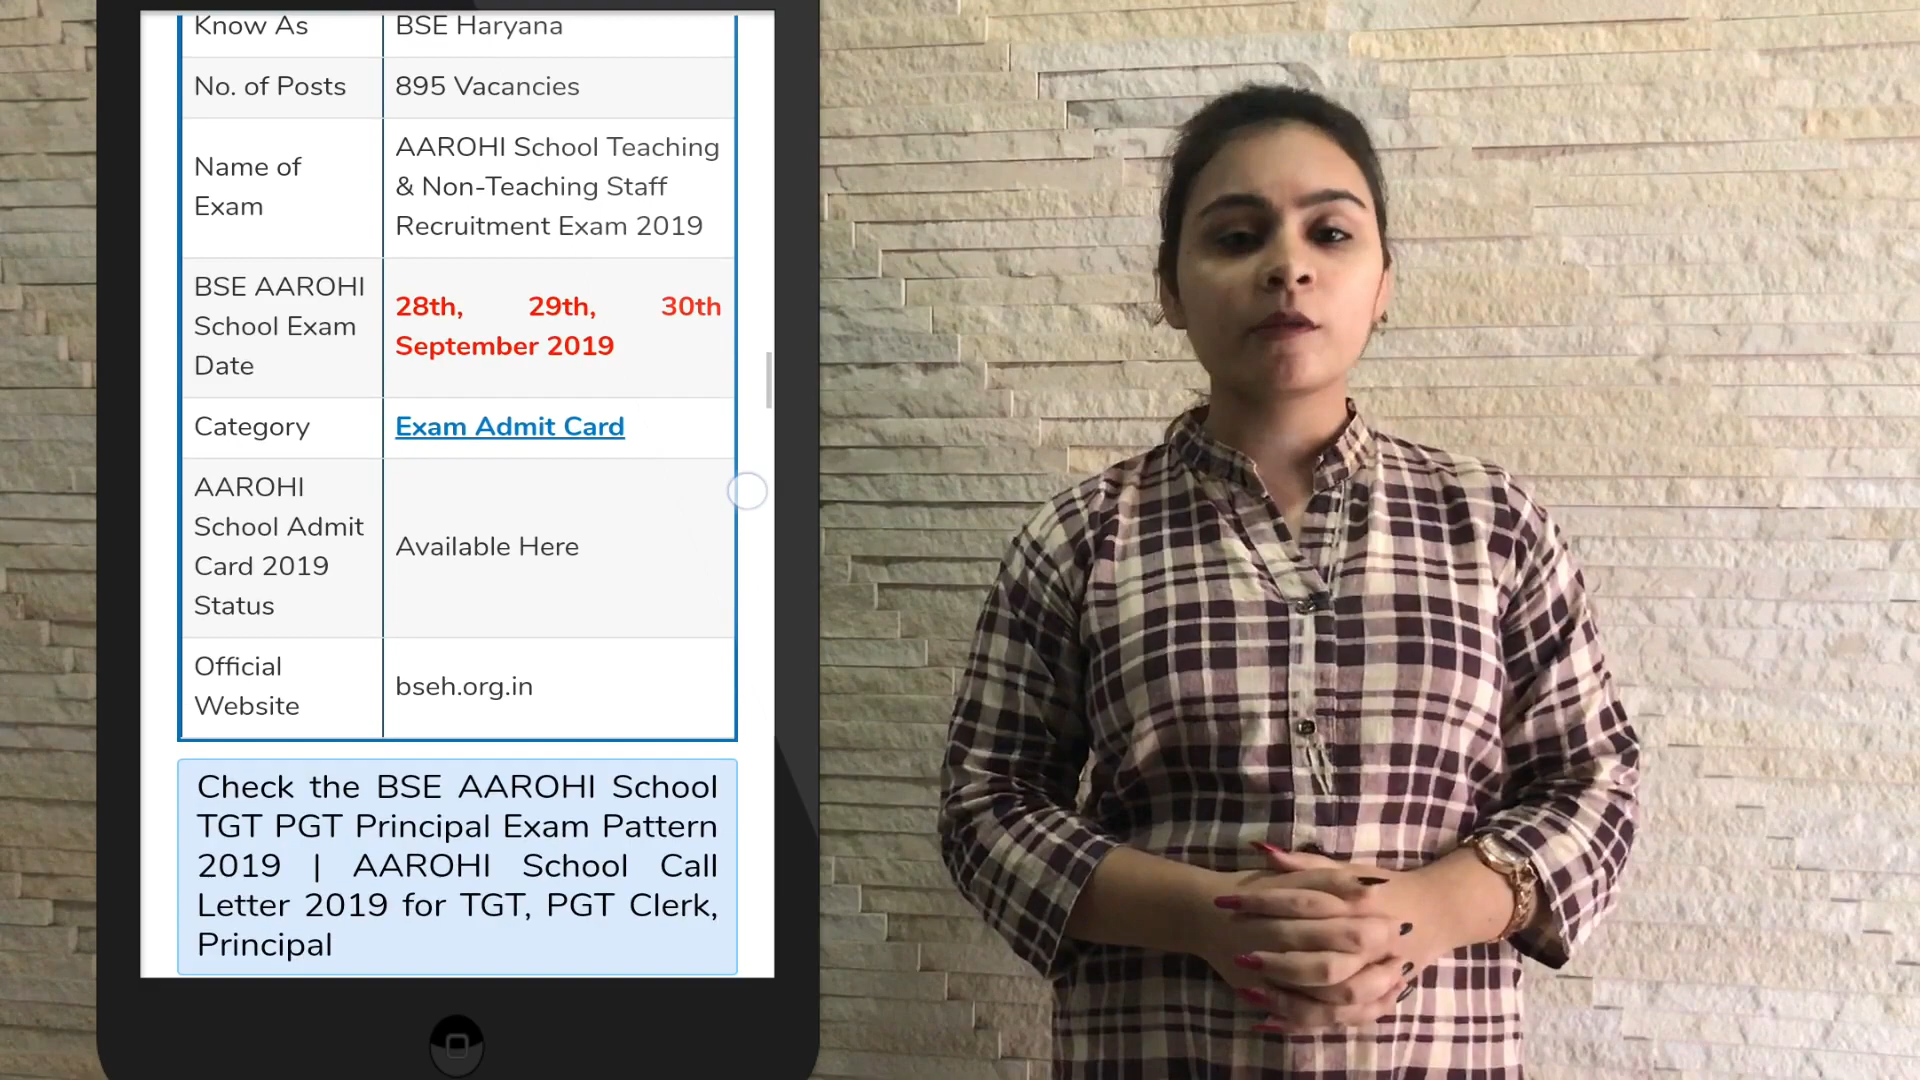 Know As
BSE Haryana
No. of Posts
895 Vacancies
Name of
Exam
AAROHI School Teaching
& Non-Teaching Staff
Recruitment Exam 2019
BSE AAROHI
School Exam
Date
28th, 29th, 30th
September 2019
Category
Exam Admit Card
AAROHI
School Admit
Card 2019
Status
Available Here
Official
Website
bseh.org.in
Check the BSE AAROHI School
TGT PGT Principal Exam Pattern
2019 | AAROHI School Call
Letter 2019 for TGT, PGT Clerk,
Principal